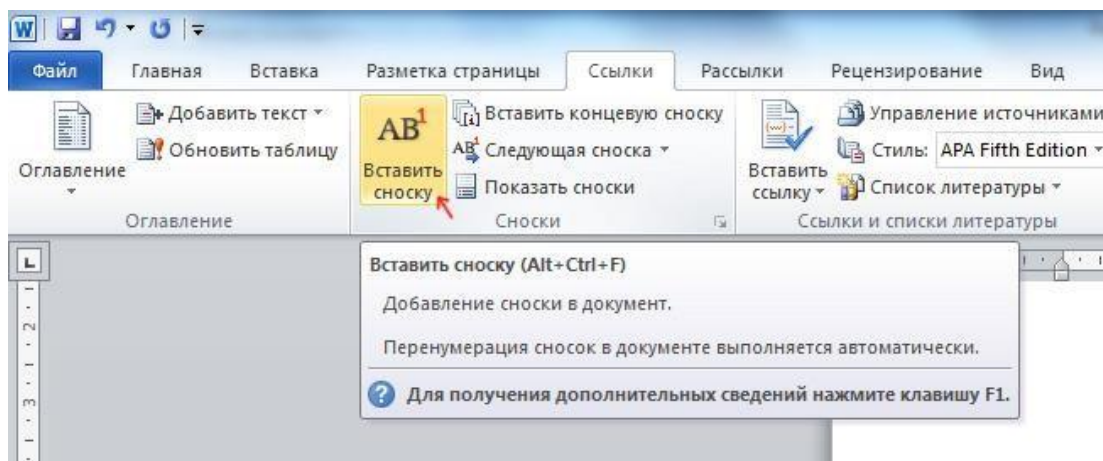 W
Файл Главная Вставка Разметка страницы Ссылки Рассылки Рецензирование Вид
Оглавление
Добавить текст
Обновить таблицу
Оглавление
AB1
Вставить
сноску
[i] Вставить концевую сноску
AB1 Следующая сноска
Показать сноски
Сноски
Вставить
ссылку
Управление источниками
Стиль: APA Fifth Edition
Список литературы
Ссылки и списки литературы
L
Вставить сноску (Alt+Ctrl+F)
Добавление сноски в документ.
Перенумерация сносок в документе выполняется автоматически.
? Для получения дополнительных сведений нажмите клавишу F1.
2
3